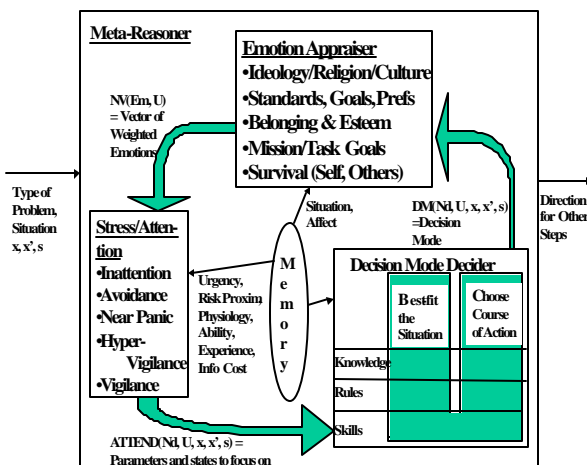 Meta-Reasoner
Emotion Appraiser
•Ideology/Religion/Culture
•Standards, Goals,Prefs
•Belonging & Esteem
•Mission/Task Goals
•Survival (Self, Others)
NV(Em, U)
= Vector of
Weighted
Emotions
Type of
Problem,
Situation
x, x’, s
Direction
for Other
Steps
Situation,
Affect
DM(Nd, U, x, x’, s)
=Decision
Mode
Stress/Atten-
tion
•Inattention
•Avoidance
•Near Panic
•Hyper-
Vigilance
•Vigilance
Urgency,
Risk Proxim,
Physiology,
Ability,
Experience,
Info Cost
Memory
Decision Mode Decider
Best-fit
the
Situation
Choose
Course
of Action
Knowledge
Rules
Skills
ATTEND(Nd, U, x, x’, s) =
Parameters and states to focus on